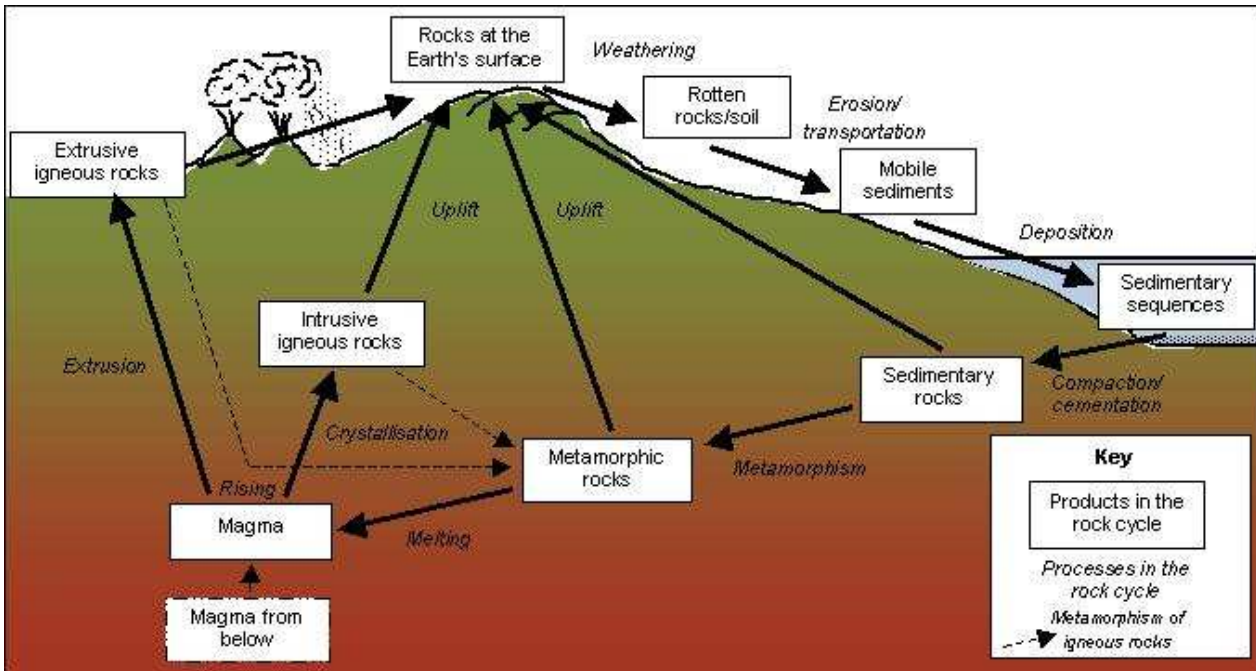 Rocks at the
Earth's surface
Weathering
Rotten
rocks/soil
Erosion/
transportation
Extrusive
igneous rocks
Mobile
sediments
Uplift
Uplift
Deposition
Sedimentary
sequences
Intrusive
igneous rocks
Extrusion
Sedimentary
rocks
Compaction/
cementation
Crystallisation
Metamorphic
rocks
Metamorphism
Rising
Magma
Melting
Magma from
below
Key
Products in the
rock cycle
Processes in the
rock cycle
Metamorphism of
igneous rocks